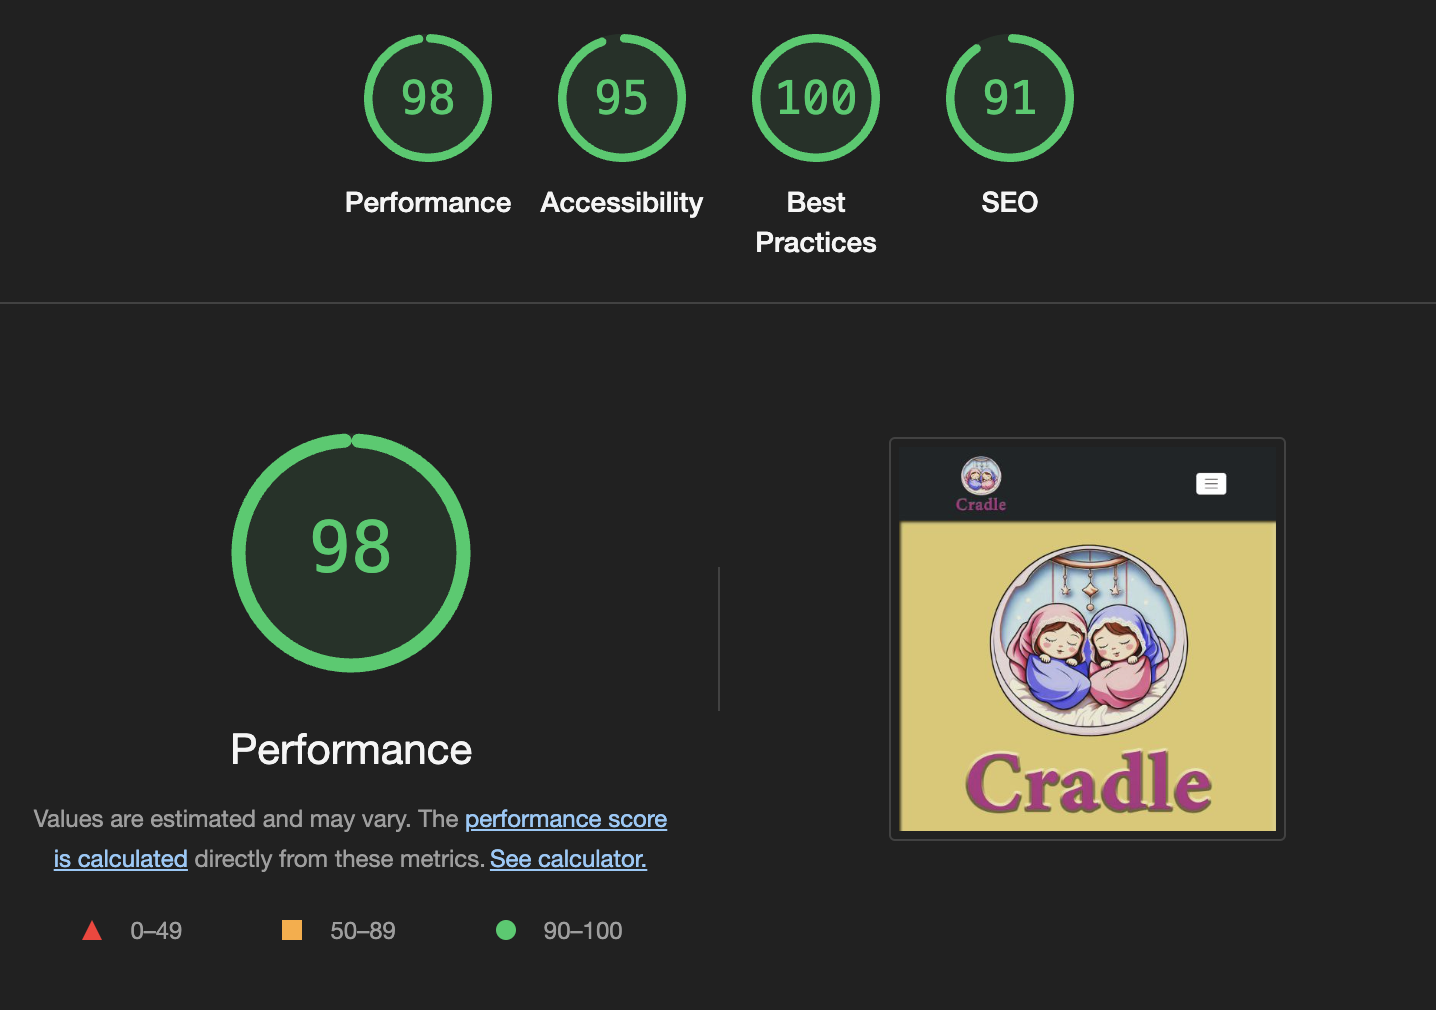 98
95
100
91
Performance
Accessibility
Best
Practices
SEO
98
Performance
Values are estimated and may vary. The performance score
is calculated directly from these metrics. See calculator.
0–49
50–89
90–100
Cradle
Cradle